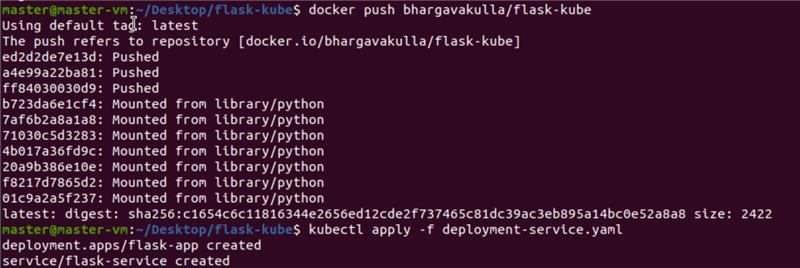 master@master-vm:~/Desktop/flask-kube$ docker push bhargavakulla/flask-kube
Using default tag: latest
The push refers to repository [docker.io/bhargavakulla/flask-kube]
ed2d2de7e13d: Pushed
a4e99a22ba81: Pushed
ff84030030d9: Pushed
b723da6e1cf4: Mounted from library/python
7af6b2a8a1a8: Mounted from library/python
71030c5d3283: Mounted from library/python
4b017a36fd9c: Mounted from library/python
20a9b386e10e: Mounted from library/python
f8217d7865d2: Mounted from library/python
01c9a2a5f237: Mounted from library/python
latest: digest: sha256:c1654c6c11816344e2656ed12cde2f737465c81dc39ac3eb895a14bc0e52a8a8 size: 2422
master@master-vm:~/Desktop/flask-kube$ kubectl apply -f deployment-service.yaml
deployment.apps/flask-app created
service/flask-service created